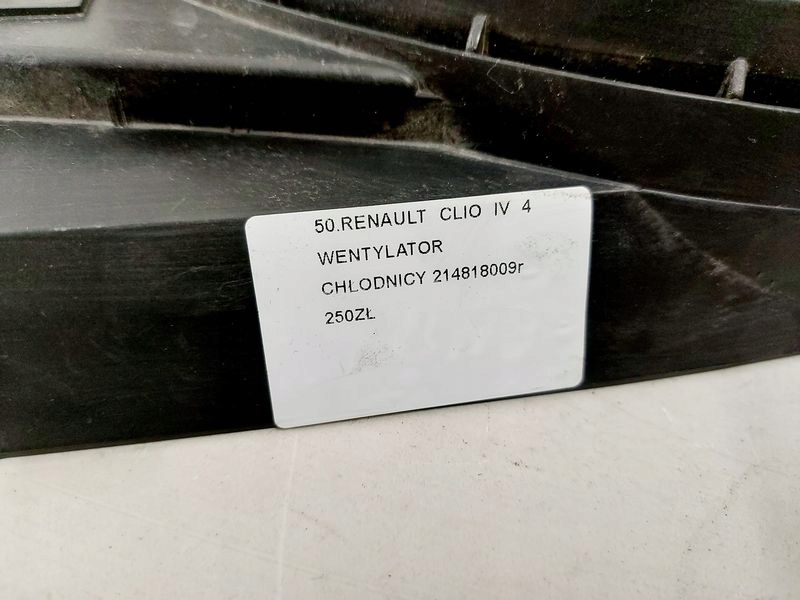 50.RENAULT CLIO IV 4
WENTYLATOR
CHŁODNICY 214818009r
250ZŁ